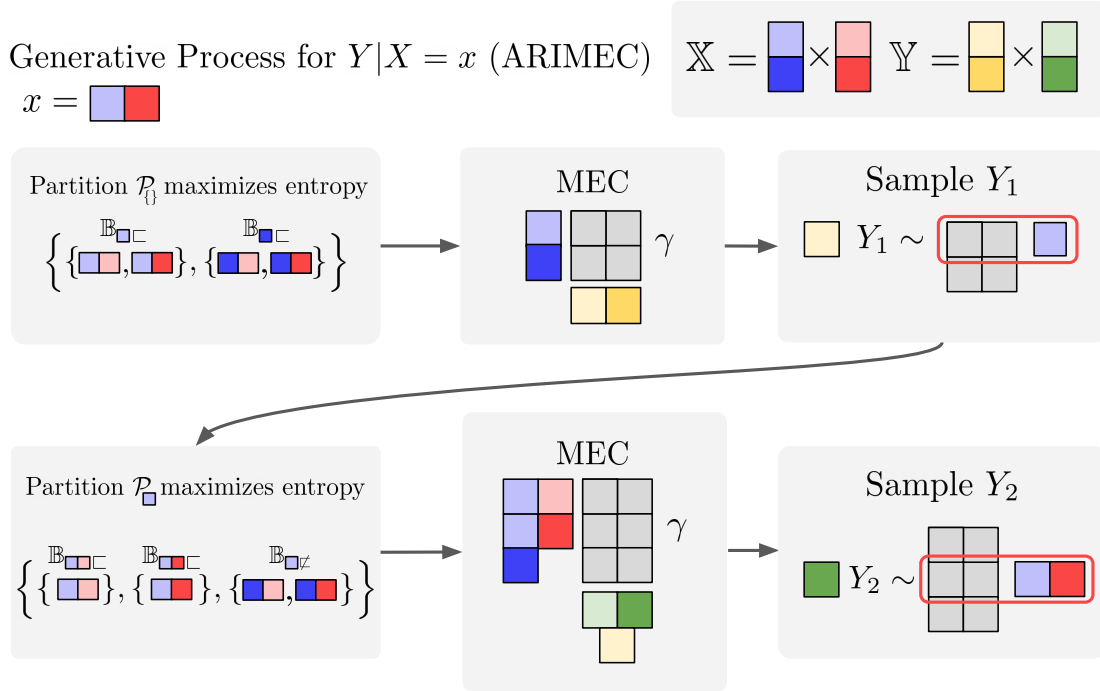 Generative Process for Y|X = x (ARIMEC)
𝕏 = × 𝕐 = ×
x =
Partition 𝒫{} maximizes entropy
𝔹⊏ 𝔹⊏
{{ , }, { , }}
MEC
γ
Sample Y₁
Y₁ ∼
Partition 𝒫 maximizes entropy
𝔹⊏ 𝔹⊏ 𝔹⊄
{{ }, { }, { , }}
MEC
γ
Sample Y₂
Y₂ ∼